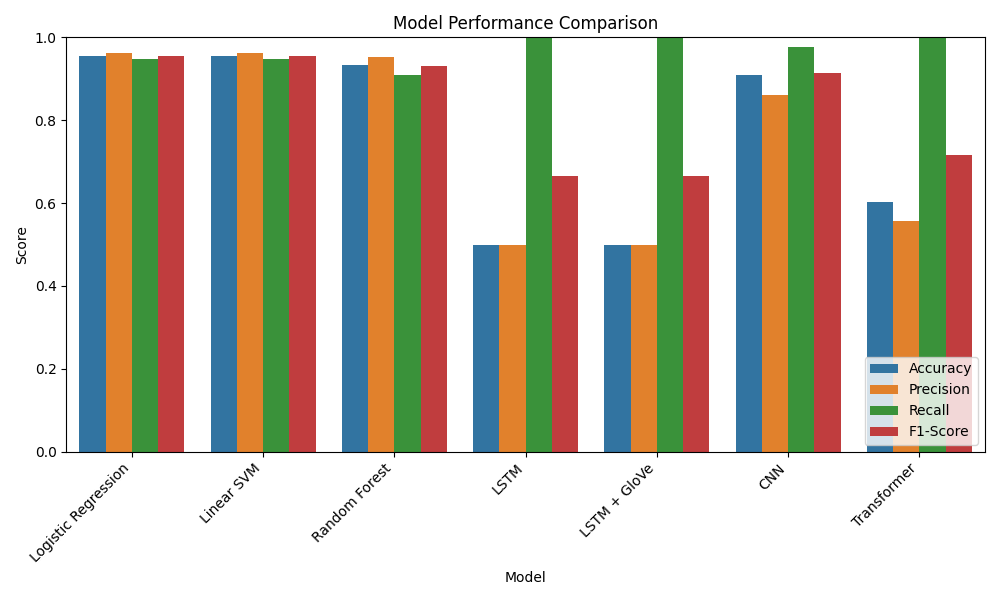 Model Performance Comparison
Score
1.0
0.8
0.6
0.4
0.2
0.0
Accuracy
Precision
Recall
F1-Score
Logistic Regression
Linear SVM
Random Forest
LSTM
LSTM + GloVe
CNN
Transformer
Model